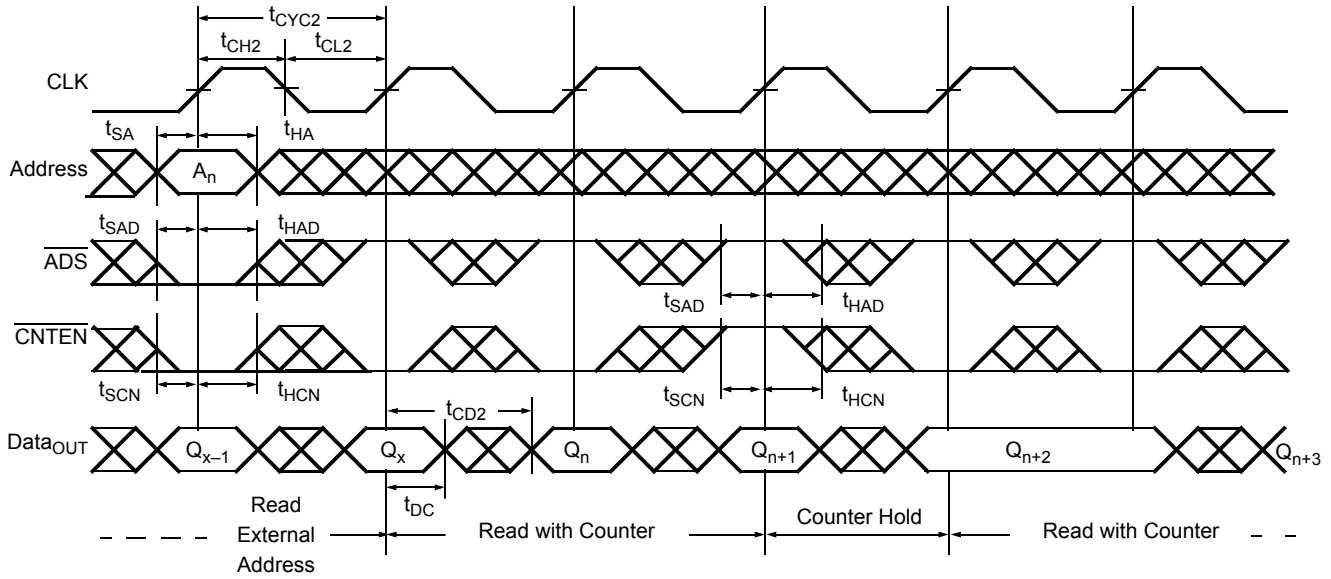 tCYC2
tCH2 tCL2
CLK
tSA tHA
Address An
tSAD tHAD
ADS
tSAD tHAD
CNTEN
tSCN tHCN tSCN tHCN
tCD2
DataOUT Qx–1 Qx Qn Qn+1 Qn+2 Qn+3
tDC
Read
External
Address
Read with Counter
Counter Hold
Read with Counter